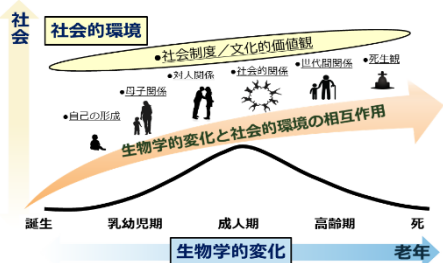 社会
社会的環境
●社会制度／文化的価値観
●死生観
●世代間関係
●社会的関係
●対人関係
●母子関係
●自己の形成
生物学的変化と社会的環境の相互作用
誕生 乳幼児期 成人期 高齢期 死
生物学的変化 老年